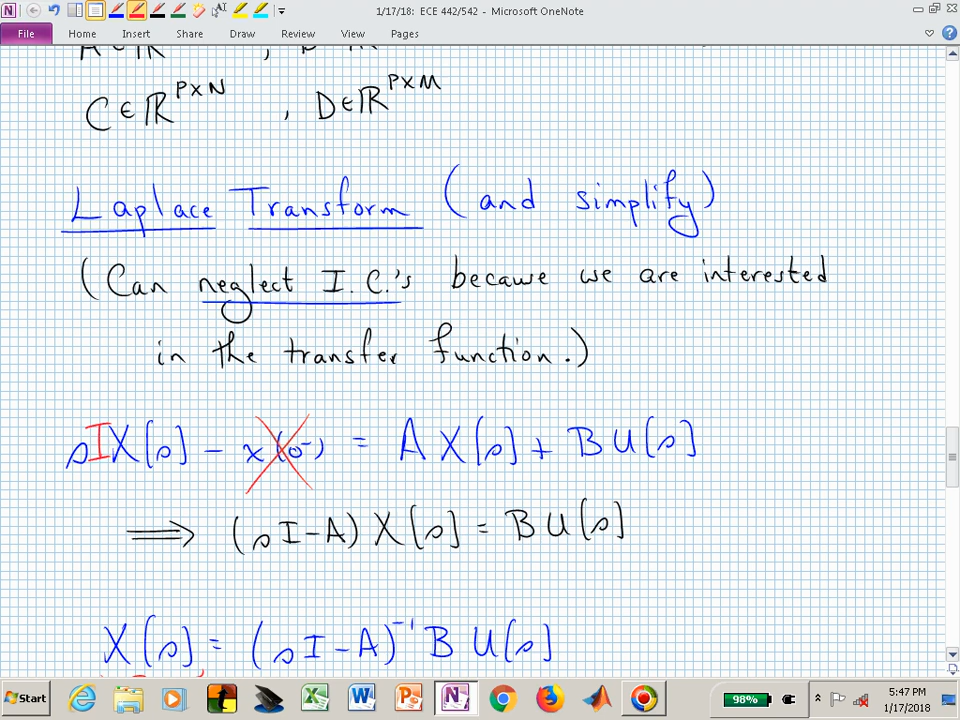 1/17/18: ECE 442/542 - Microsoft OneNote
File Home Insert Share Draw Review View Pages
C ∈ ℝ^(P×N) , D ∈ ℝ^(P×M)
Laplace Transform (and simplify)
(Can neglect I.C.'s because we are interested
in the transfer function.)
sIX(s) - x(0⁻) = AX(s) + BU(s)
⟹ (sI-A)X(s) = BU(s)
X(s) = (sI-A)⁻¹BU(s)
Start 98% 5:47 PM
1/17/2018